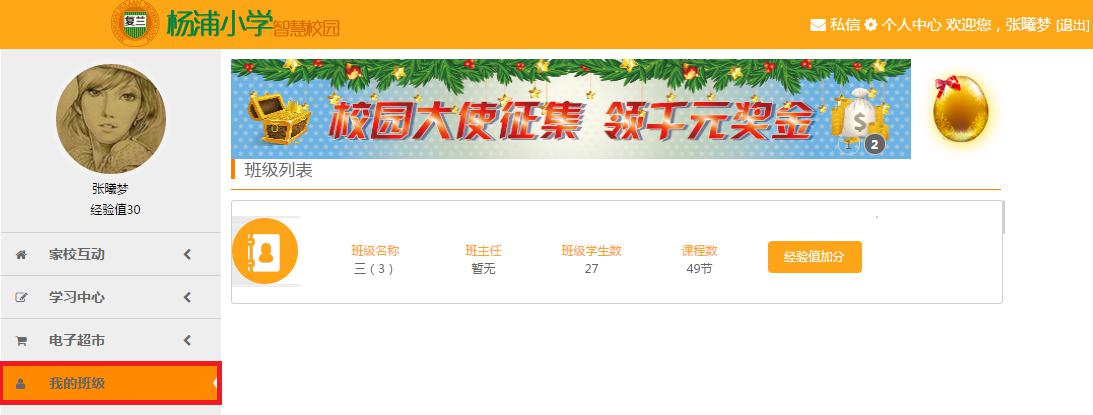 复兰
杨浦小学智慧校园
私信 个人中心 欢迎您，张曦梦 [退出]
张曦梦
经验值30
家校互动
学习中心
电子超市
我的班级
校园大使征集 领千元奖金
1 2
班级列表
班级名称 班主任 班级学生数 课程数
三（3） 暂无 27 49节
经验值加分